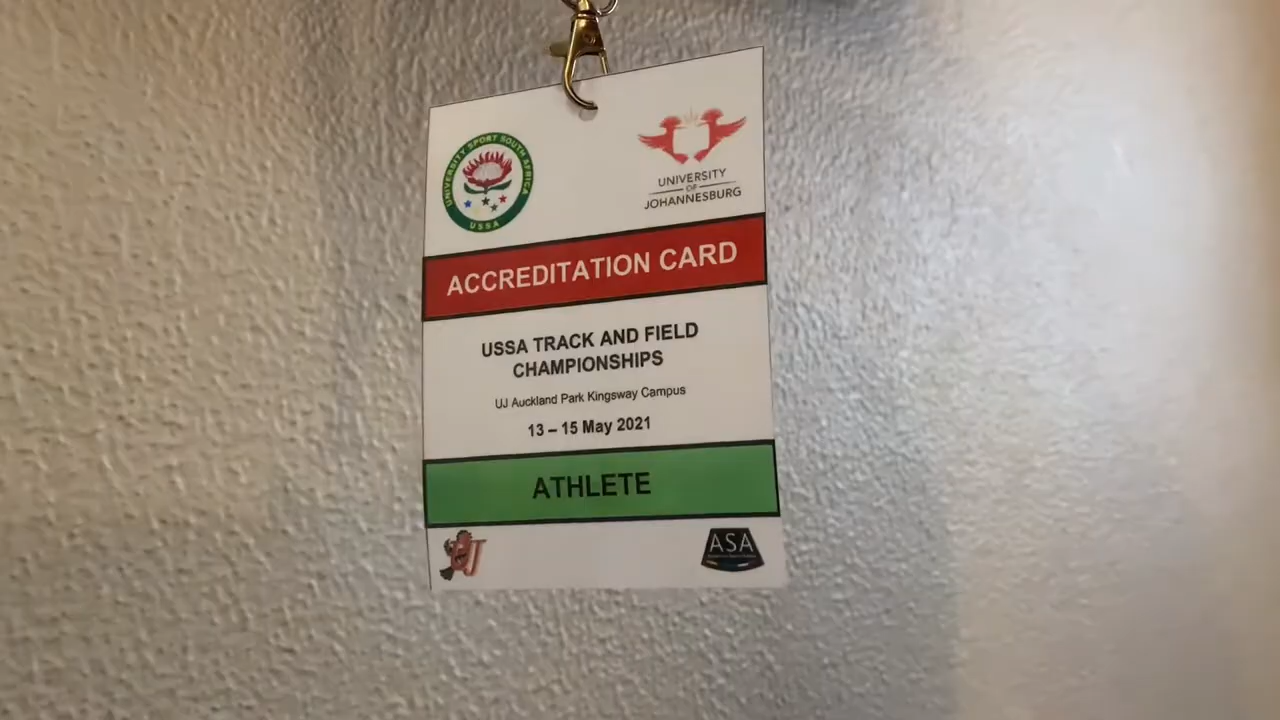 UNIVERSITY SPORT SOUTH AFRICA
USSA
UNIVERSITY
OF
JOHANNESBURG
ACCREDITATION CARD
USSA TRACK AND FIELD
CHAMPIONSHIPS
UJ Auckland Park Kingsway Campus
13 – 15 May 2021
ATHLETE
UJ
ASA